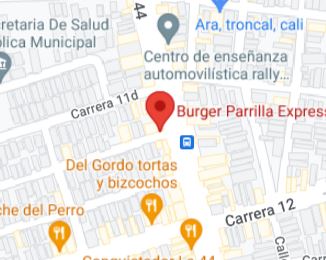 44
Ara, troncal, cali
retaria De Salud
blica Municipal
Centro de enseñanza
automovilística rally...
Carrera 11d
Burger Parrilla Express
Del Gordo tortas
y bizcochos
che del Perro
Carrera 12
Conquistador La 44